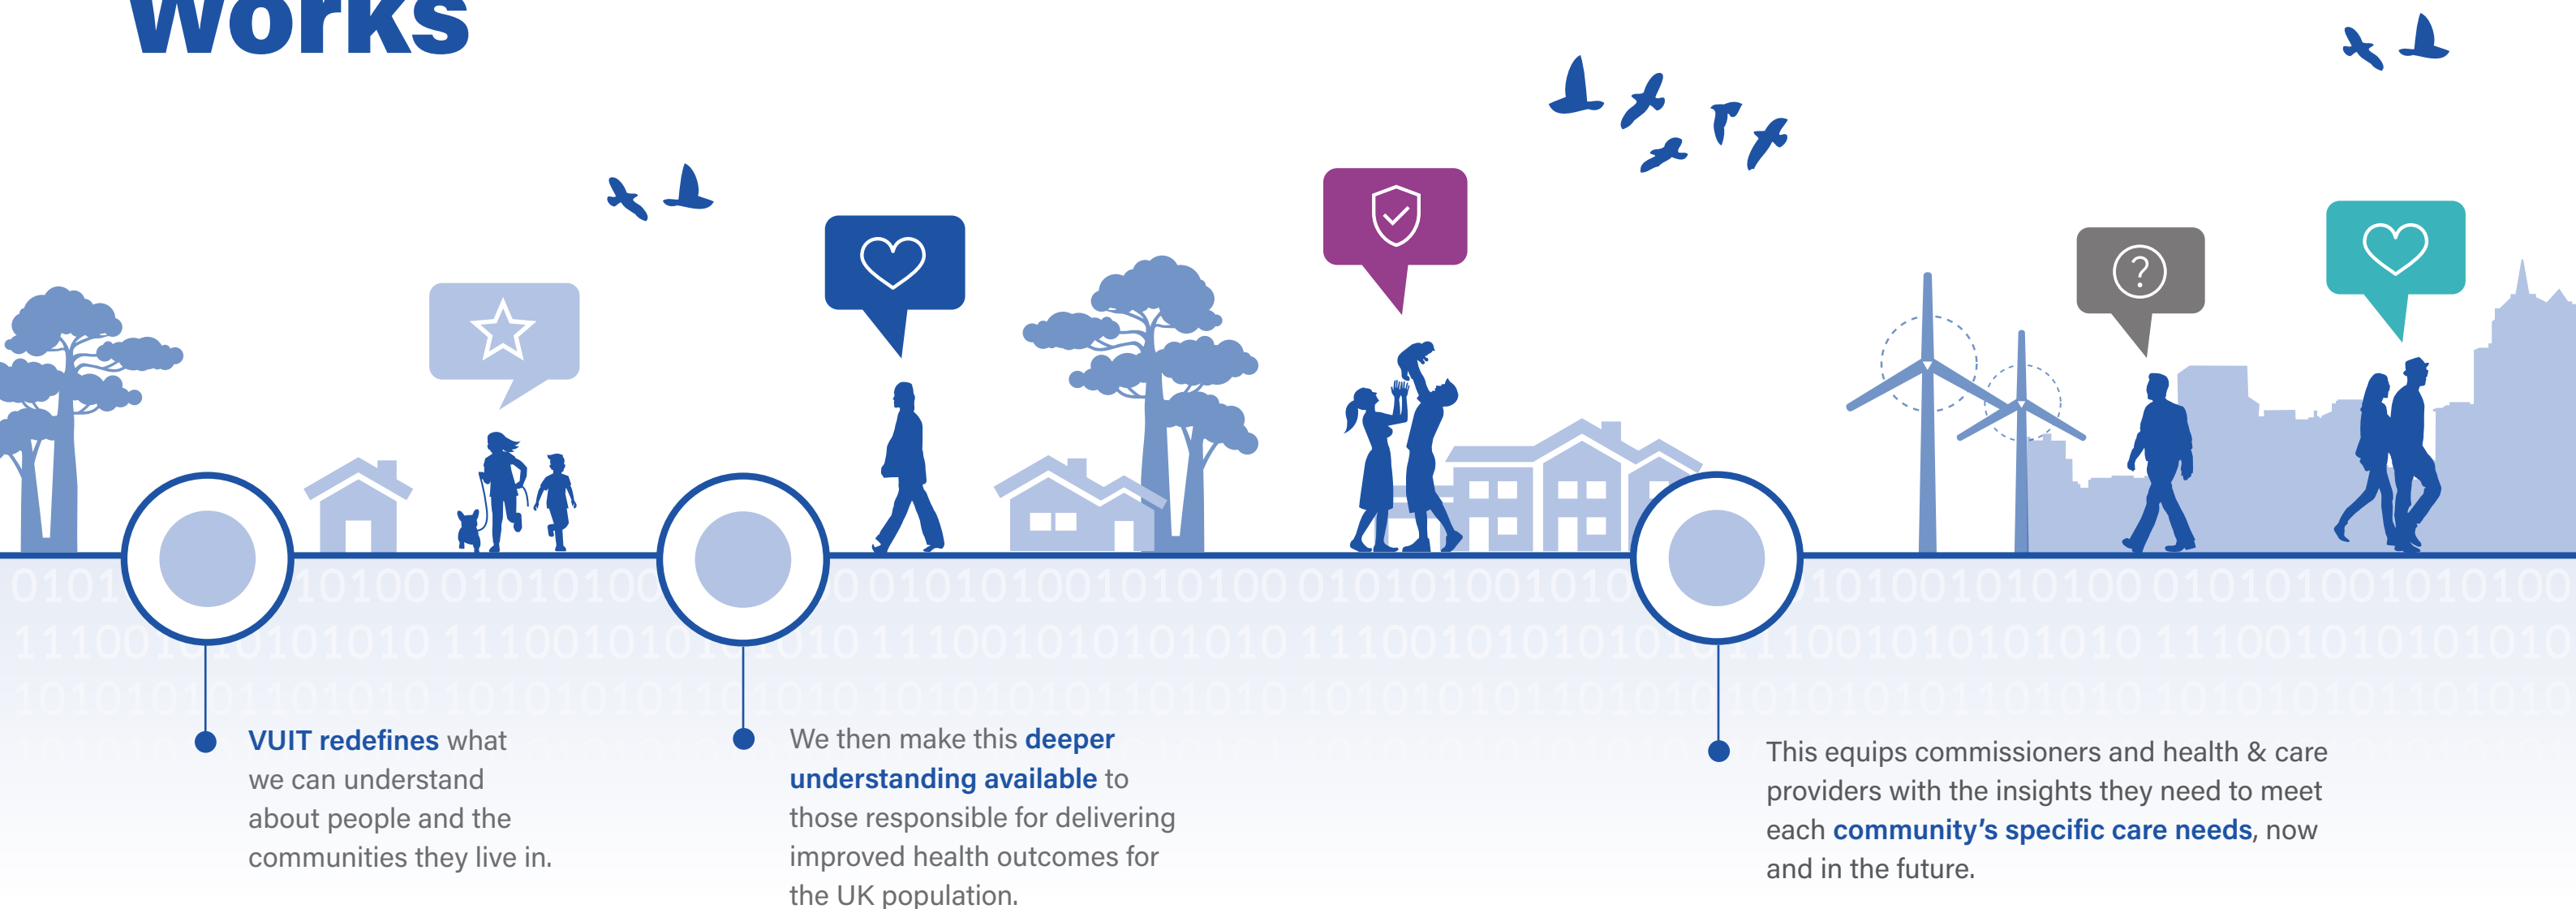 Works
?
VUIT redefines what
we can understand
about people and the
communities they live in.
We then make this deeper
understanding available to
those responsible for delivering
improved health outcomes for
the UK population.
This equips commissioners and health & care
providers with the insights they need to meet
each community’s specific care needs, now
and in the future.